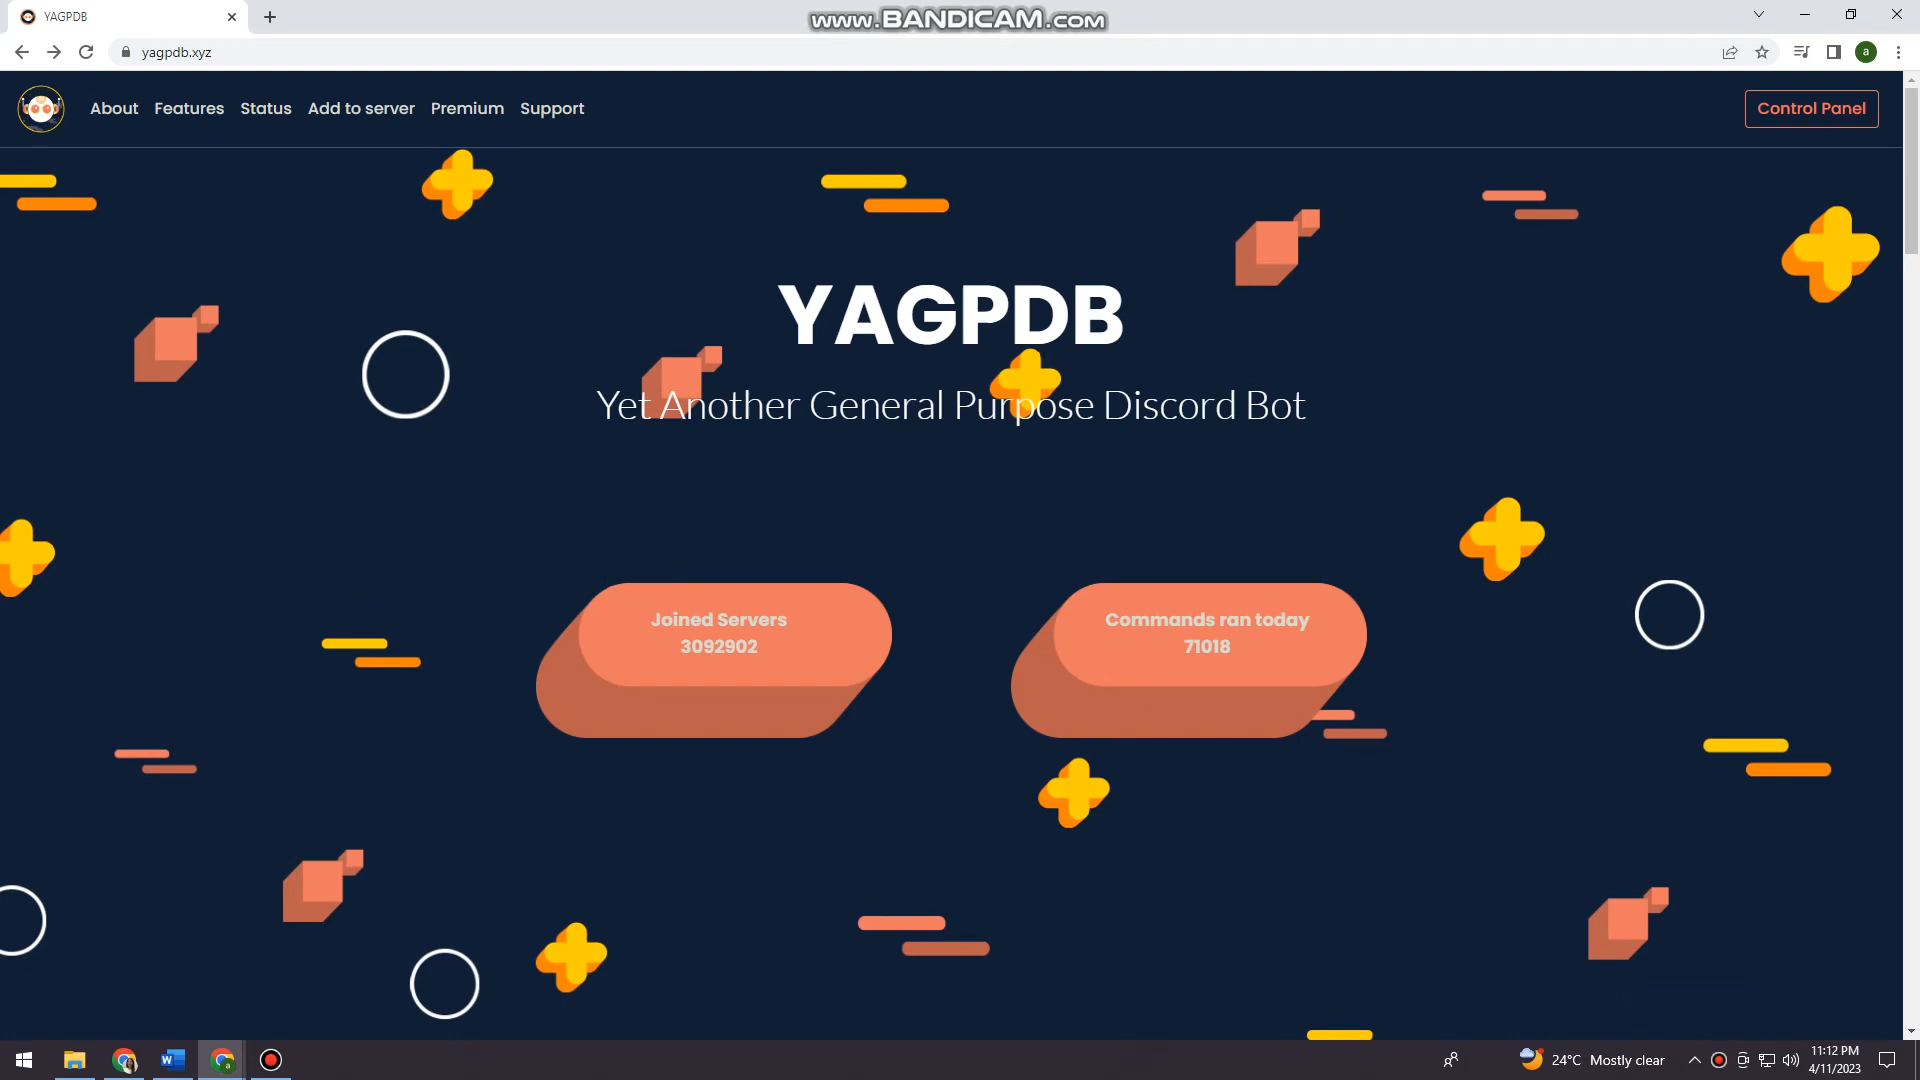 YAGPDB
www.BANDICAM.com
yagpdb.xyz
a
About Features Status Add to server Premium Support
Control Panel
YAGPDB
Yet Another General Purpose Discord Bot
Joined Servers
3092902
Commands ran today
71018
24°C Mostly clear
11:12 PM
4/11/2023